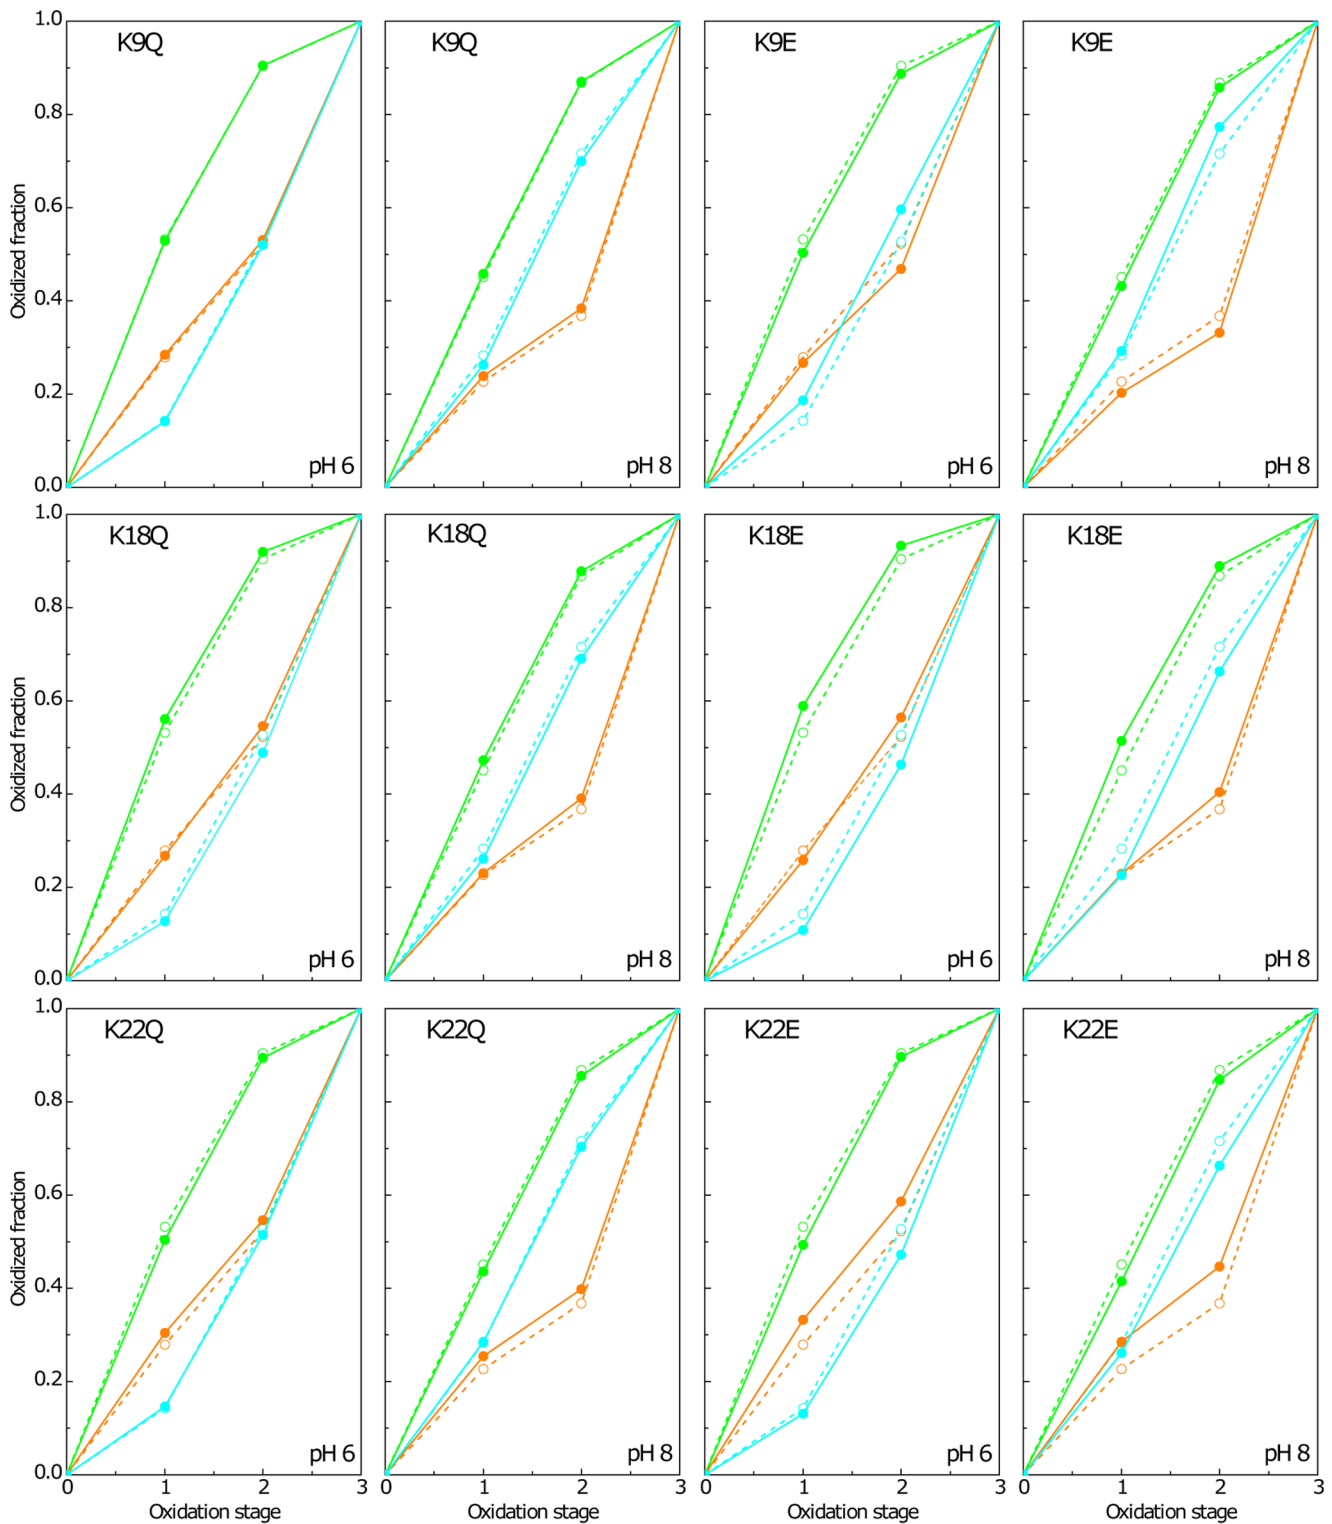 1.0
K9Q
K9Q
K9E
K9E
0.8
0.6
Oxidized fraction
0.4
0.2
pH 6
pH 8
pH 6
pH 8
0.0
1.0
K18Q
K18Q
K18E
K18E
0.8
0.6
Oxidized fraction
0.4
0.2
pH 6
pH 8
pH 6
pH 8
0.0
1.0
K22Q
K22Q
K22E
K22E
0.8
0.6
Oxidized fraction
0.4
0.2
pH 6
pH 8
pH 6
pH 8
0.0
0 1 2 3 0 1 2 3 0 1 2 3 0 1 2 3
Oxidation stage
Oxidation stage
Oxidation stage
Oxidation stage